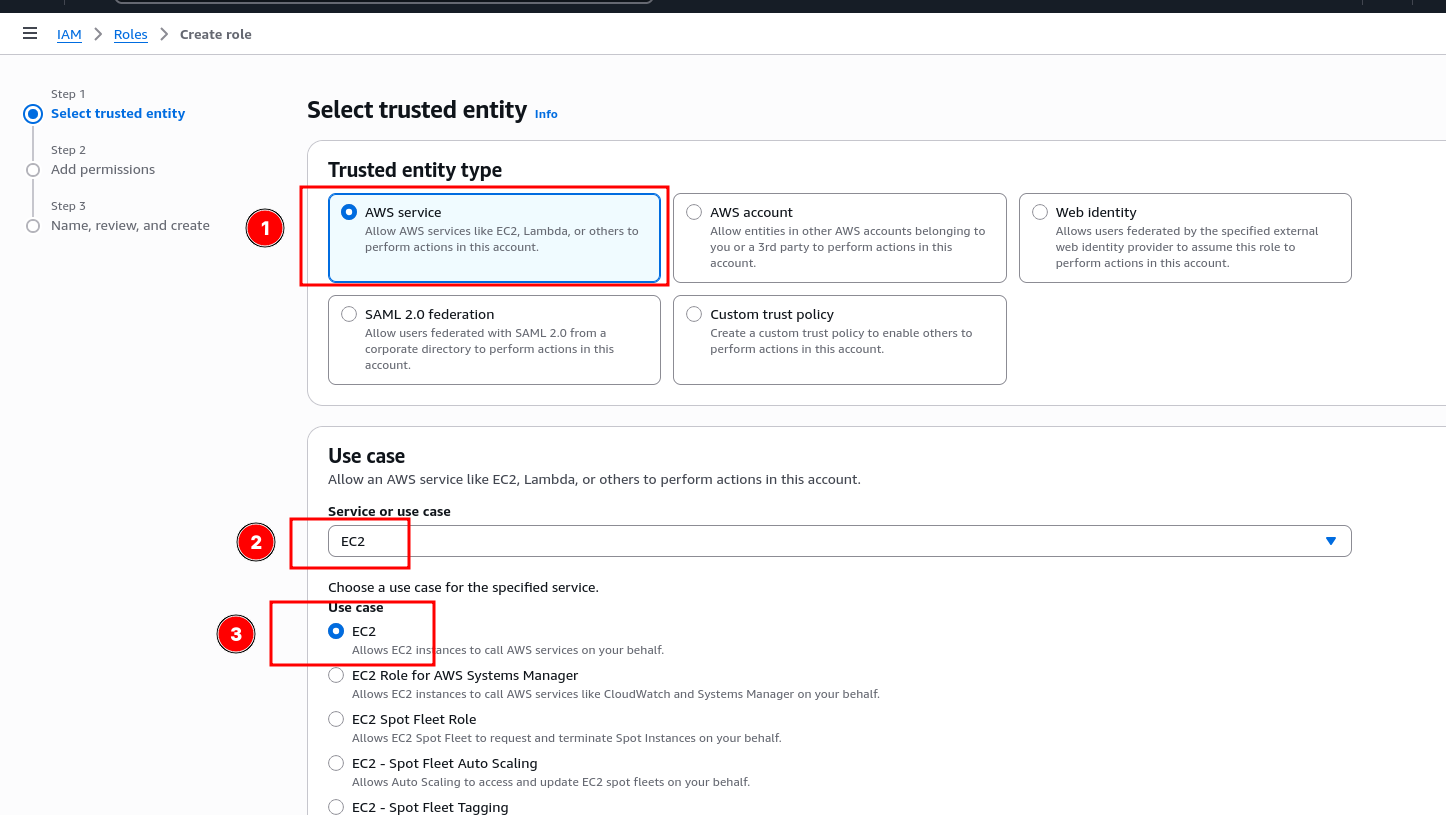 IAM > Roles > Create role
Step 1
Select trusted entity
Step 2
Add permissions
Step 3
Name, review, and create
Select trusted entity Info
Trusted entity type
1
AWS service
Allow AWS services like EC2, Lambda, or others to
perform actions in this account.
AWS account
Allow entities in other AWS accounts belonging to
you or a 3rd party to perform actions in this
account.
Web identity
Allows users federated by the specified external
web identity provider to assume this role to
perform actions in this account.
SAML 2.0 federation
Allow users federated with SAML 2.0 from a
corporate directory to perform actions in this
account.
Custom trust policy
Create a custom trust policy to enable others to
perform actions in this account.
Use case
Allow an AWS service like EC2, Lambda, or others to perform actions in this account.
Service or use case
2
EC2
Choose a use case for the specified service.
Use case
3
EC2
Allows EC2 instances to call AWS services on your behalf.
EC2 Role for AWS Systems Manager
Allows EC2 instances to call AWS services like CloudWatch and Systems Manager on your behalf.
EC2 Spot Fleet Role
Allows EC2 Spot Fleet to request and terminate Spot Instances on your behalf.
EC2 - Spot Fleet Auto Scaling
Allows Auto Scaling to access and update EC2 spot fleets on your behalf.
EC2 - Spot Fleet Tagging